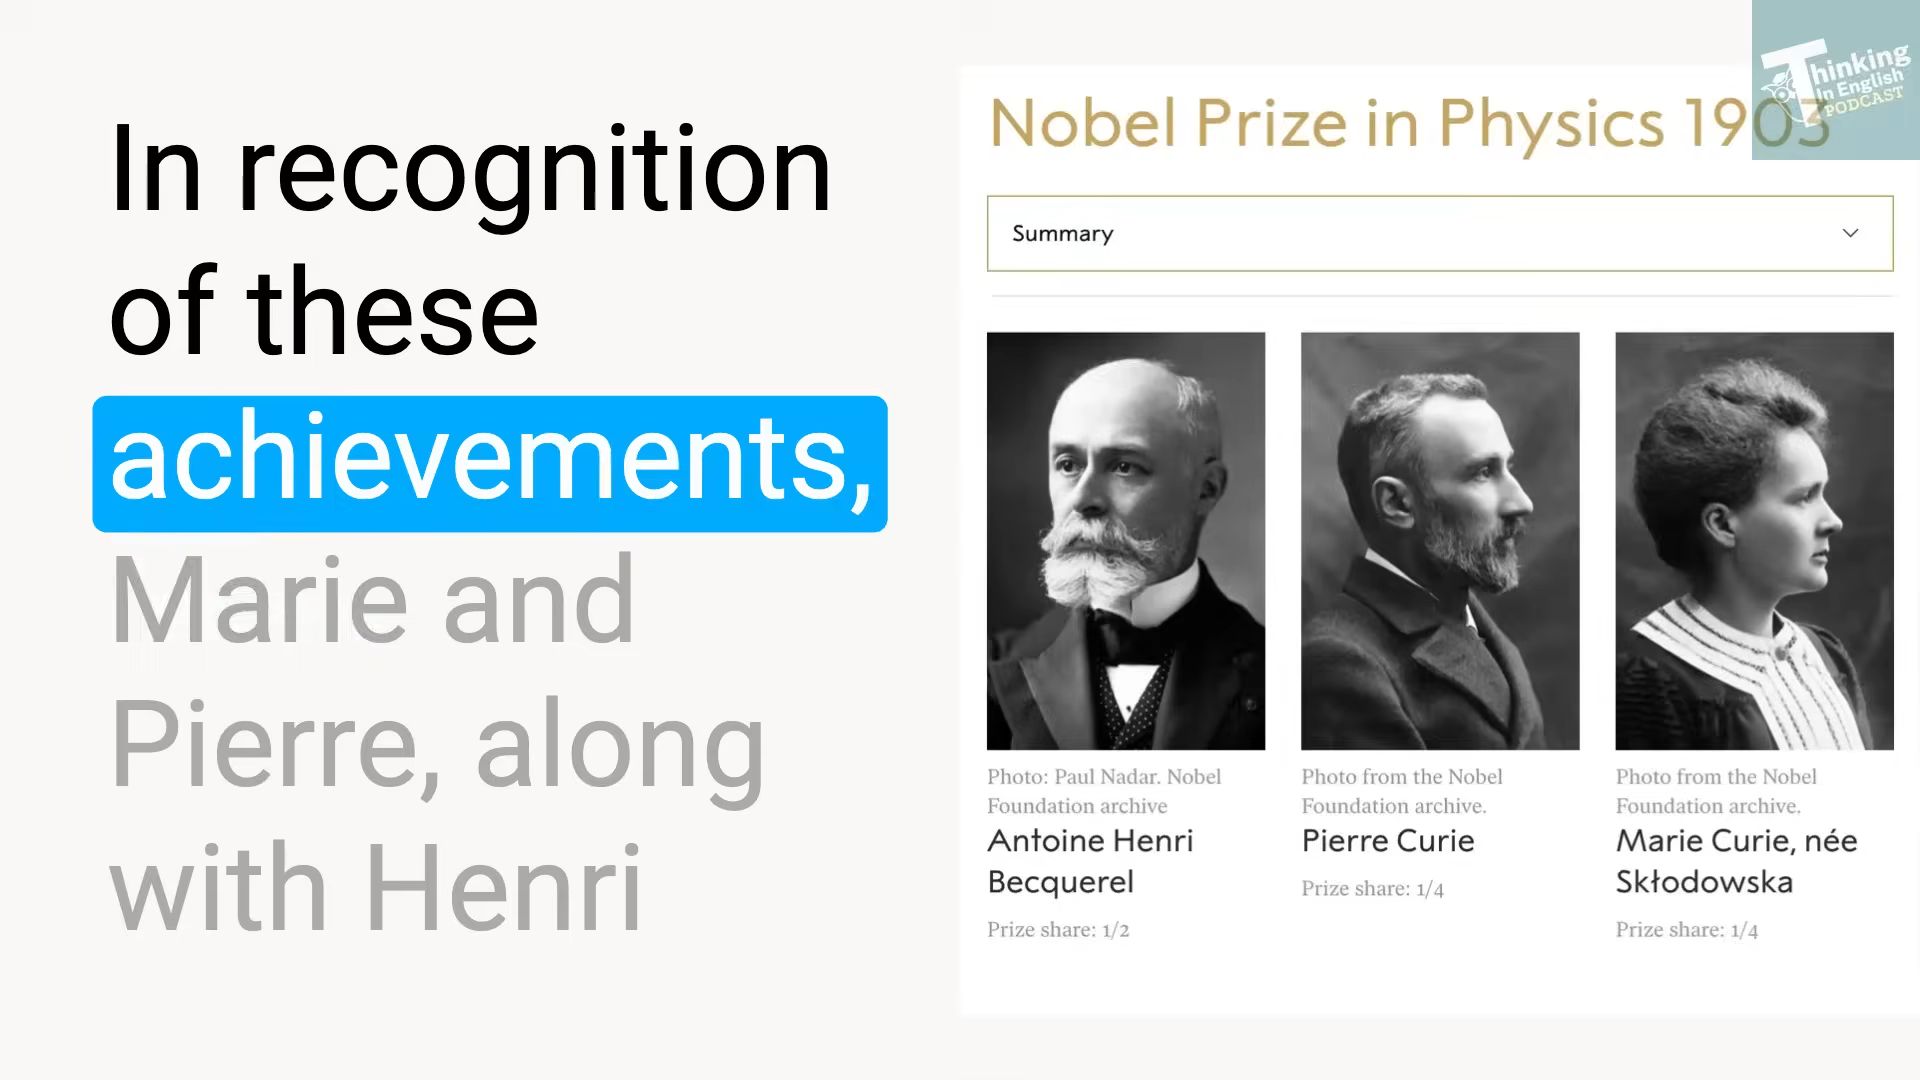 In recognition
of these
achievements,
Marie and
Pierre, along
with Henri
Thinking
In English
PODCAST
Nobel Prize in Physics 1903
Summary
Photo: Paul Nadar. Nobel
Foundation archive
Antoine Henri
Becquerel
Prize share: 1/2
Photo from the Nobel
Foundation archive.
Pierre Curie
Prize share: 1/4
Photo from the Nobel
Foundation archive.
Marie Curie, née
Skłodowska
Prize share: 1/4